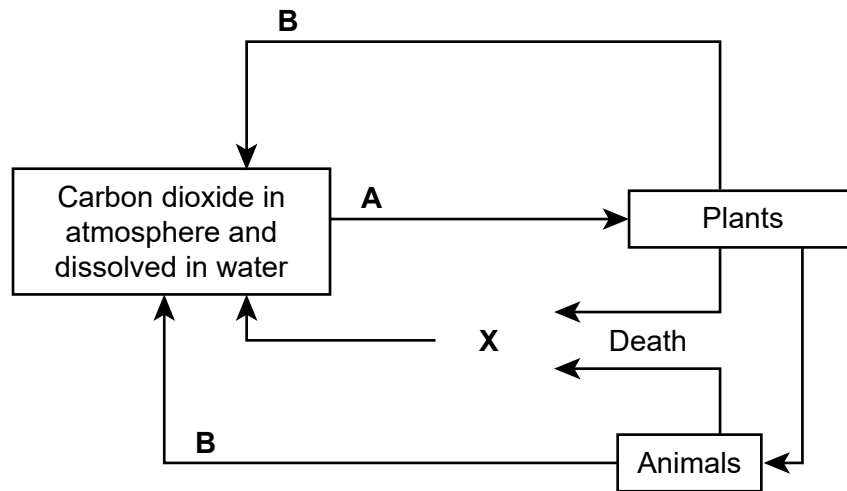 B
Carbon dioxide in
atmosphere and
dissolved in water
A
Plants
X
Death
B
Animals